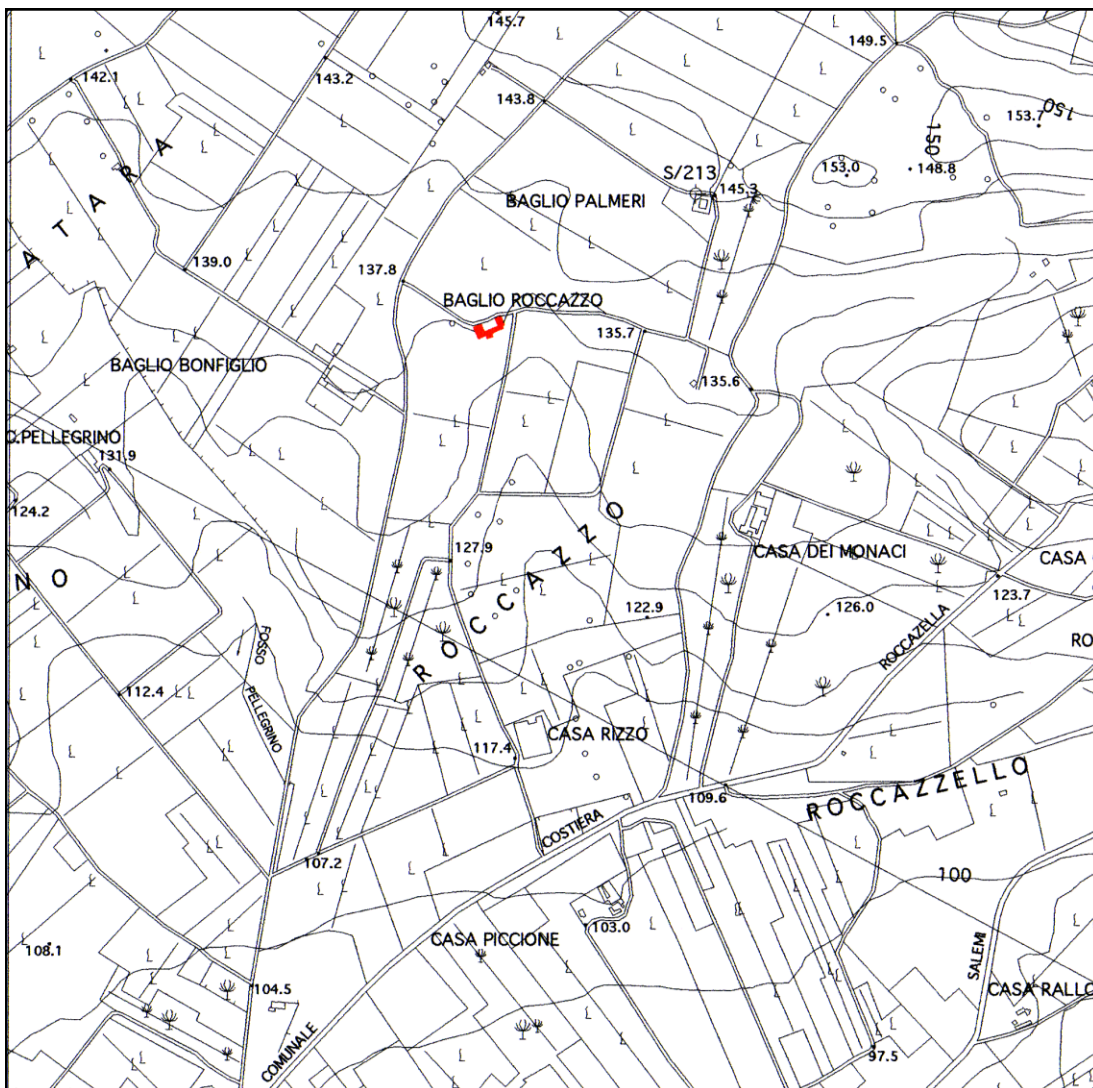 145.7
149.5
142.1
143.2
143.8
153.7
150
150
153.0
148.8
S/213
145.3
BAGLIO PALMERI
ATARA
139.0
137.8
BAGLIO ROCCAZZO
135.7
BAGLIO BONFIGLIO
135.6
O.PELLEGRINO
131.9
124.2
127.9
CASA DEI MONACI
CASA
NO
ROCCAZZO
123.7
122.9
126.0
ROCCAZELLA
RO
FOSSO
PELLEGRINO
112.4
CASA RIZZO
117.4
109.6
ROCCAZZELLO
COSTIERA
107.2
100
CASA PICCIONE
103.0
108.1
SALEMI
104.5
CASA RALLO
COMUNALE
97.5